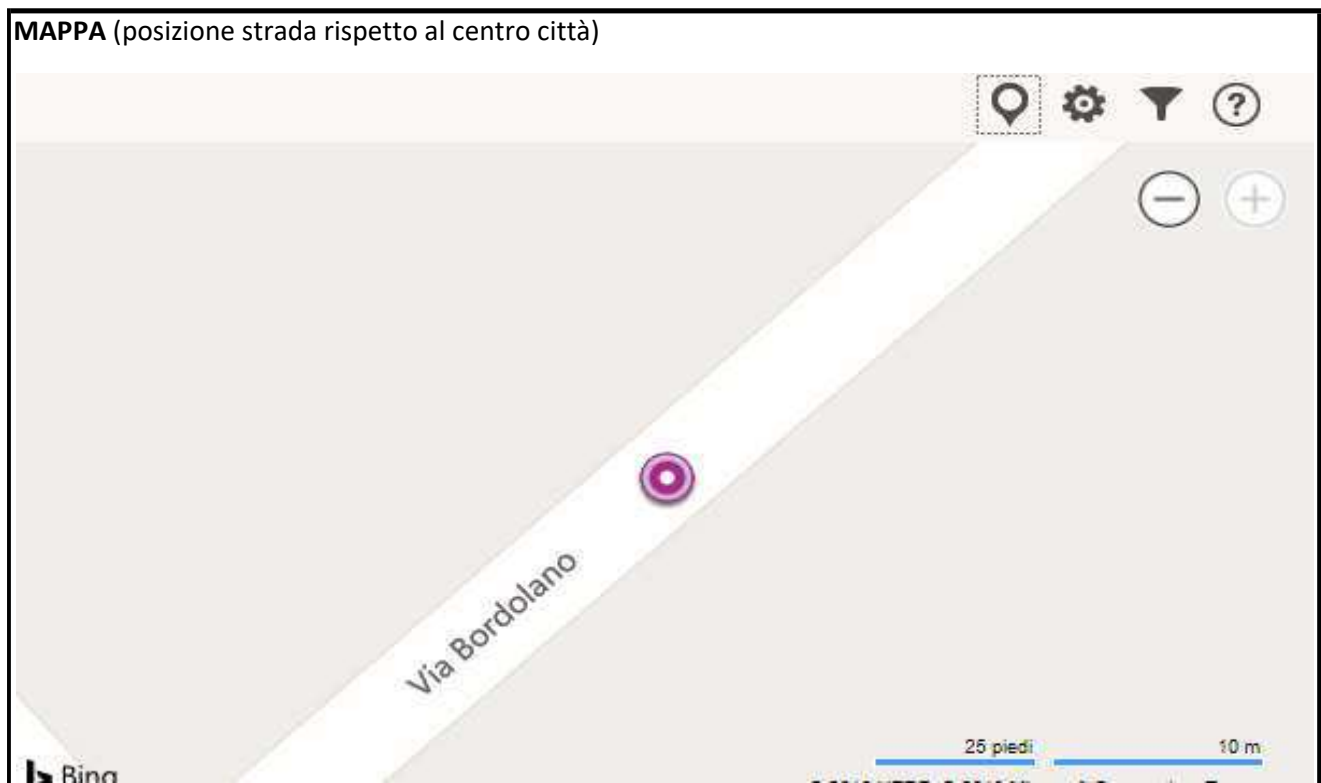 MAPPA (posizione strada rispetto al centro città)
?
Via Bordolano
25 piedi 10 m
Bing